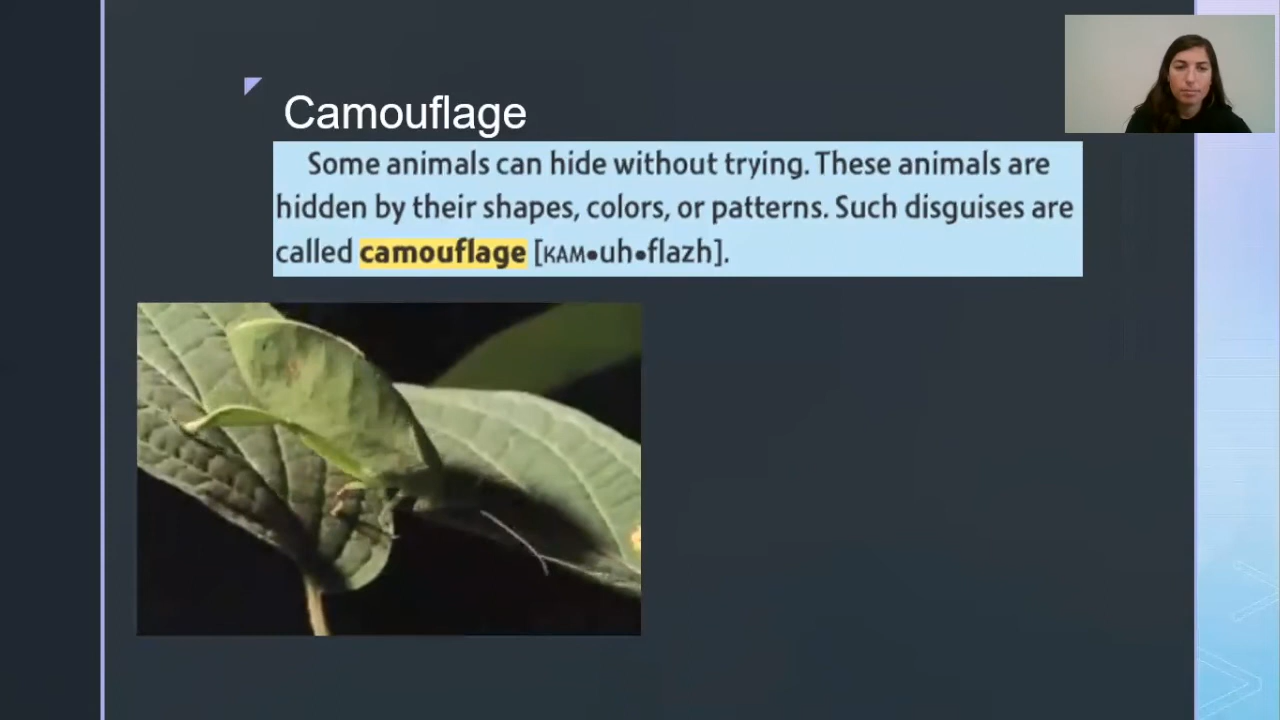 Camouflage
Some animals can hide without trying. These animals are
hidden by their shapes, colors, or patterns. Such disguises are
called camouflage [KAM•uh•flazh].